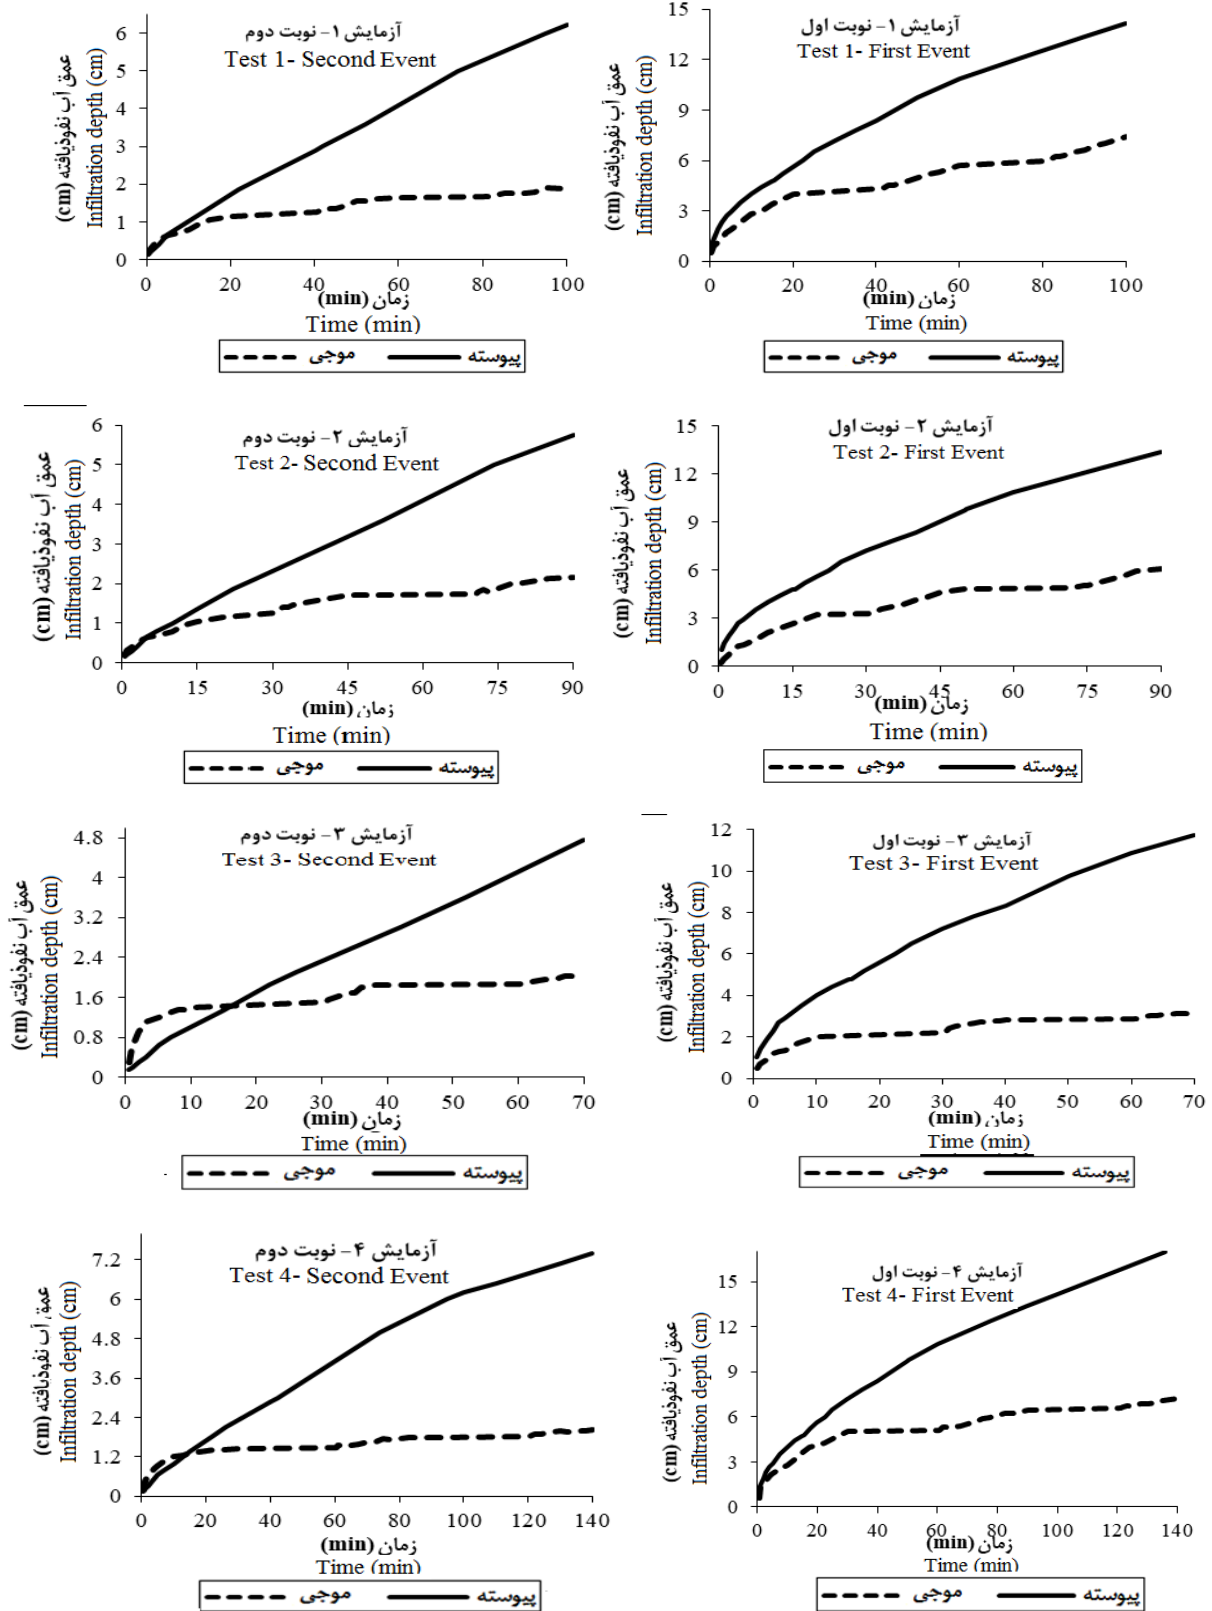 آزمایش ۱- نوبت دوم
Test 1- Second Event
عمق آب نفوذیافته (cm)
Infiltration depth (cm)
6
5
4
3
2
1
0
0 20 40 60 80 100
زمان (min)
Time (min)
موجی پیوسته
آزمایش ۱- نوبت اول
Test 1- First Event
عمق آب نفوذیافته (cm)
Infiltration depth (cm)
15
12
9
6
3
0
0 20 40 60 80 100
زمان (min)
Time (min)
موجی پیوسته
آزمایش ۲- نوبت دوم
Test 2- Second Event
عمق آب نفوذیافته (cm)
Infiltration depth (cm)
6
5
4
3
2
1
0
0 15 30 45 60 75 90
زمان (min)
Time (min)
موجی پیوسته
آزمایش ۲- نوبت اول
Test 2- First Event
عمق آب نفوذیافته (cm)
Infiltration depth (cm)
15
12
9
6
3
0
0 15 30 45 60 75 90
زمان (min)
Time (min)
موجی پیوسته
آزمایش ۳- نوبت دوم
Test 3- Second Event
عمق آب نفوذیافته (cm)
Infiltration depth (cm)
4.8
4
3.2
2.4
1.6
0.8
0
0 10 20 30 40 50 60 70
زمان (min)
Time (min)
موجی پیوسته
آزمایش ۳- نوبت اول
Test 3- First Event
عمق آب نفوذیافته (cm)
Infiltration depth (cm)
12
10
8
6
4
2
0
0 10 20 30 40 50 60 70
زمان (min)
Time (min)
موجی پیوسته
آزمایش ۴- نوبت دوم
Test 4- Second Event
عمق آب نفوذیافته (cm)
Infiltration depth (cm)
7.2
6
4.8
3.6
2.4
1.2
0
0 20 40 60 80 100 120 140
زمان (min)
Time (min)
موجی پیوسته
آزمایش ۴- نوبت اول
Test 4- First Event
عمق آب نفوذیافته (cm)
Infiltration depth (cm)
15
12
9
6
3
0
0 20 40 60 80 100 120 140
زمان (min)
Time (min)
موجی پیوسته